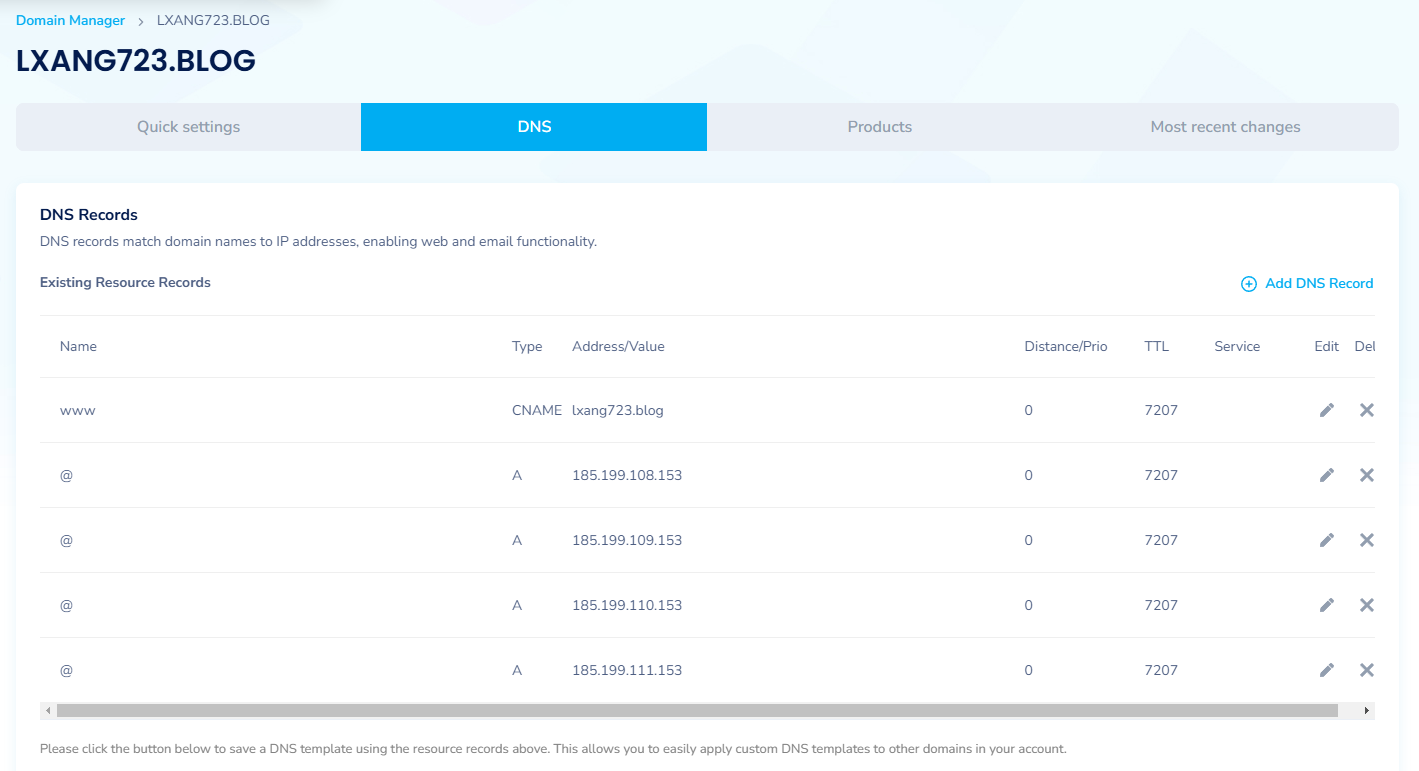 Domain Manager > LXANG723.BLOG
LXANG723.BLOG
Quick settings DNS Products Most recent changes
DNS Records
DNS records match domain names to IP addresses, enabling web and email functionality.
Existing Resource Records Add DNS Record
Name Type Address/Value Distance/Prio TTL Service Edit Del
www CNAME lxang723.blog 0 7207
@ A 185.199.108.153 0 7207
@ A 185.199.109.153 0 7207
@ A 185.199.110.153 0 7207
@ A 185.199.111.153 0 7207
Please click the button below to save a DNS template using the resource records above. This allows you to easily apply custom DNS templates to other domains in your account.